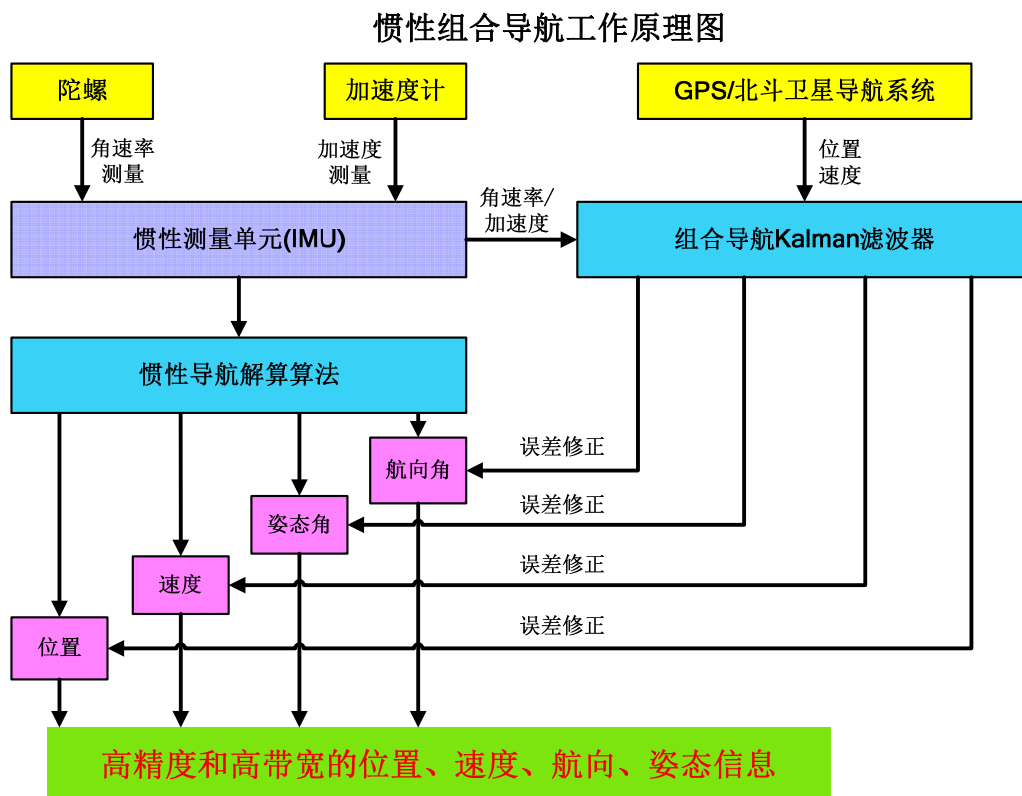 惯性组合导航工作原理图
陀螺
加速度计
GPS/北斗卫星导航系统
角速率
测量
加速度
测量
位置
速度
角速率/
加速度
惯性测量单元(IMU)
组合导航Kalman滤波器
惯性导航解算算法
航向角
误差修正
姿态角
误差修正
速度
误差修正
位置
误差修正
高精度和高带宽的位置、速度、航向、姿态信息